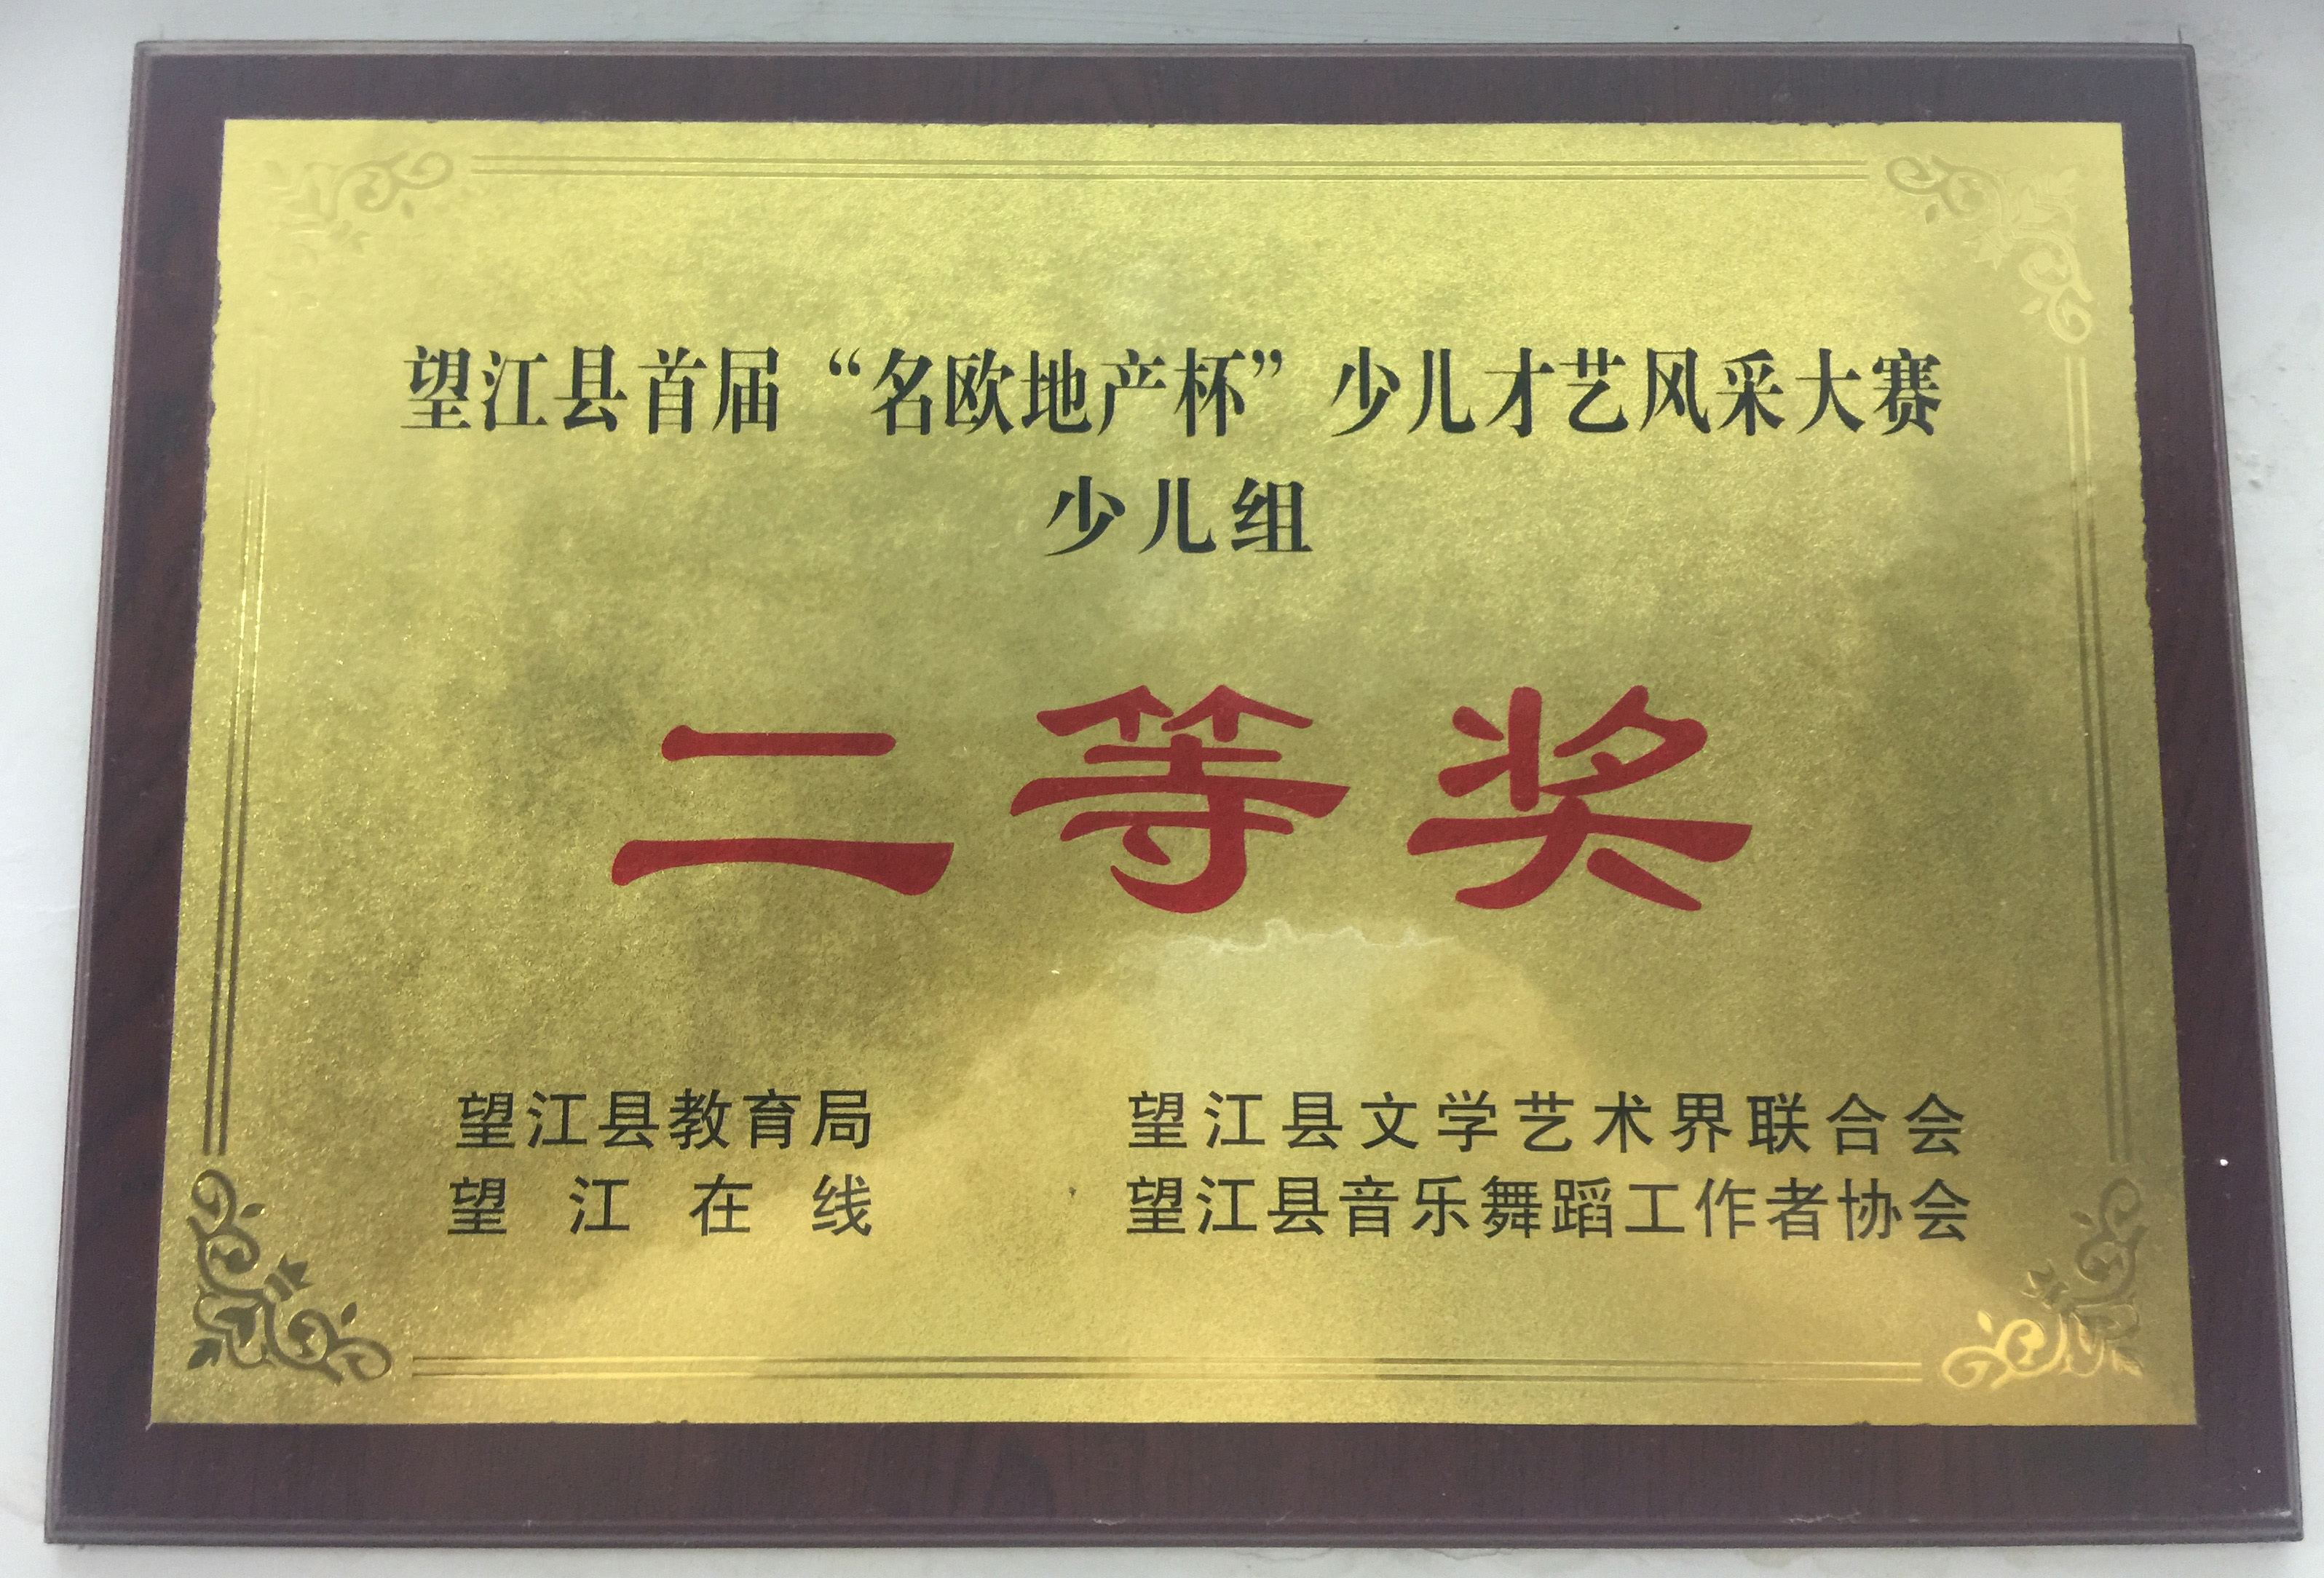 望江县首届“名欧地产杯”少儿才艺风采大赛
少儿组
二等奖
望江县教育局 望江县文学艺术界联合会
望江在线 望江县音乐舞蹈工作者协会